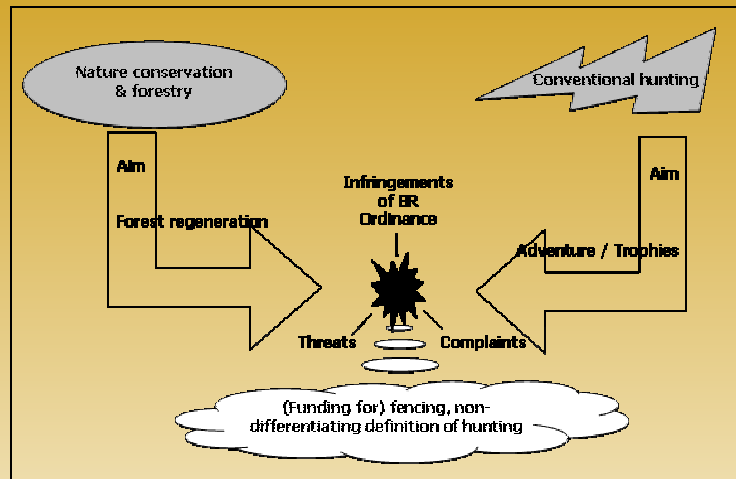 Nature conservation
& forestry
Conventional hunting
Aim
Forest regeneration
Infringements
of BR
Ordinance
Aim
Adventure / Trophies
Threats
Complaints
(Funding for) fencing, non-
differentiating definition of hunting